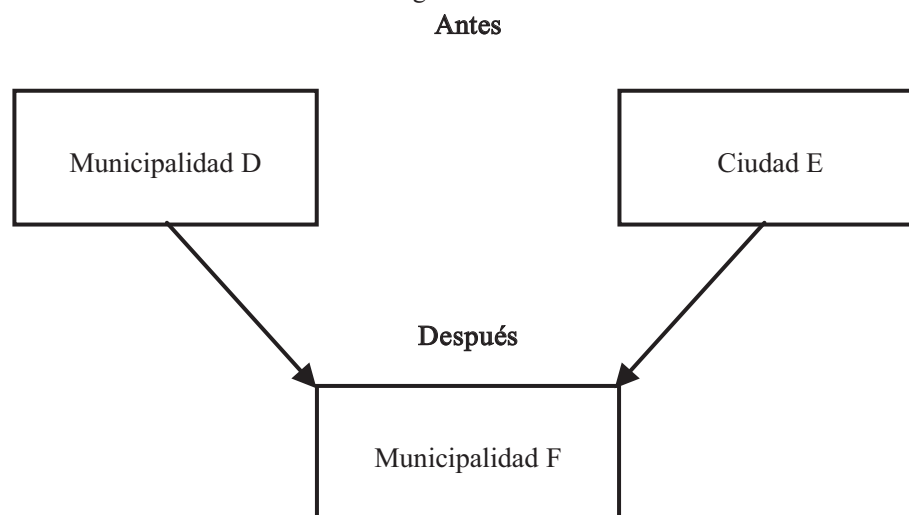 Antes
Municipalidad D
Ciudad E
Después
Municipalidad F